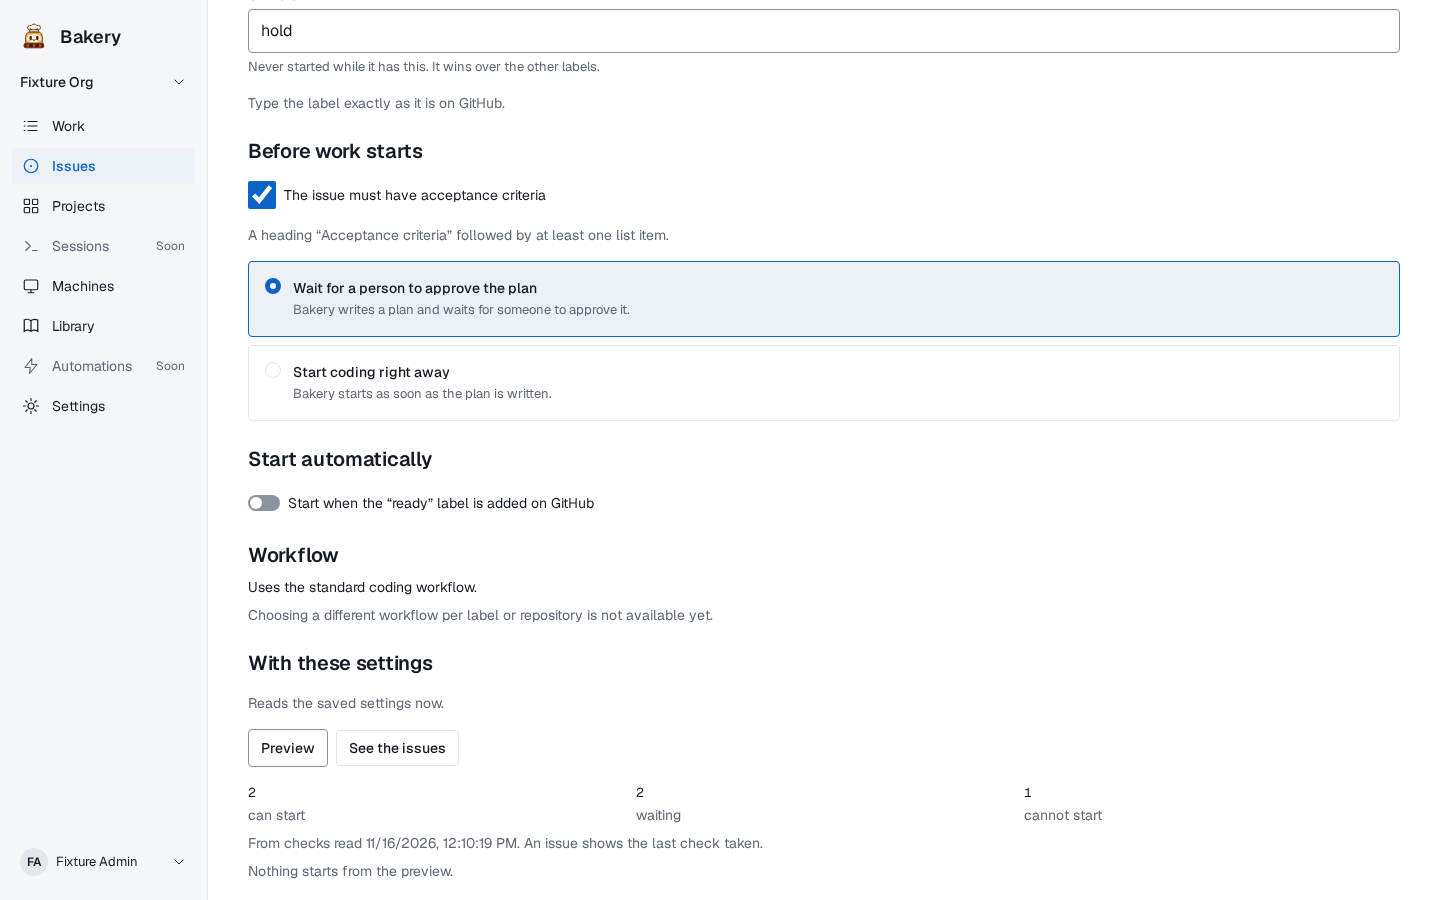 Bakery
Fixture Org
Work
Issues
Projects
Sessions Soon
Machines
Library
Automations Soon
Settings
FA Fixture Admin
hold
Never started while it has this. It wins over the other labels.
Type the label exactly as it is on GitHub.
Before work starts
The issue must have acceptance criteria
A heading “Acceptance criteria” followed by at least one list item.
Wait for a person to approve the plan
Bakery writes a plan and waits for someone to approve it.
Start coding right away
Bakery starts as soon as the plan is written.
Start automatically
Start when the “ready” label is added on GitHub
Workflow
Uses the standard coding workflow.
Choosing a different workflow per label or repository is not available yet.
With these settings
Reads the saved settings now.
Preview See the issues
2 2 1
can start waiting cannot start
From checks read 11/16/2026, 12:10:19 PM. An issue shows the last check taken.
Nothing starts from the preview.